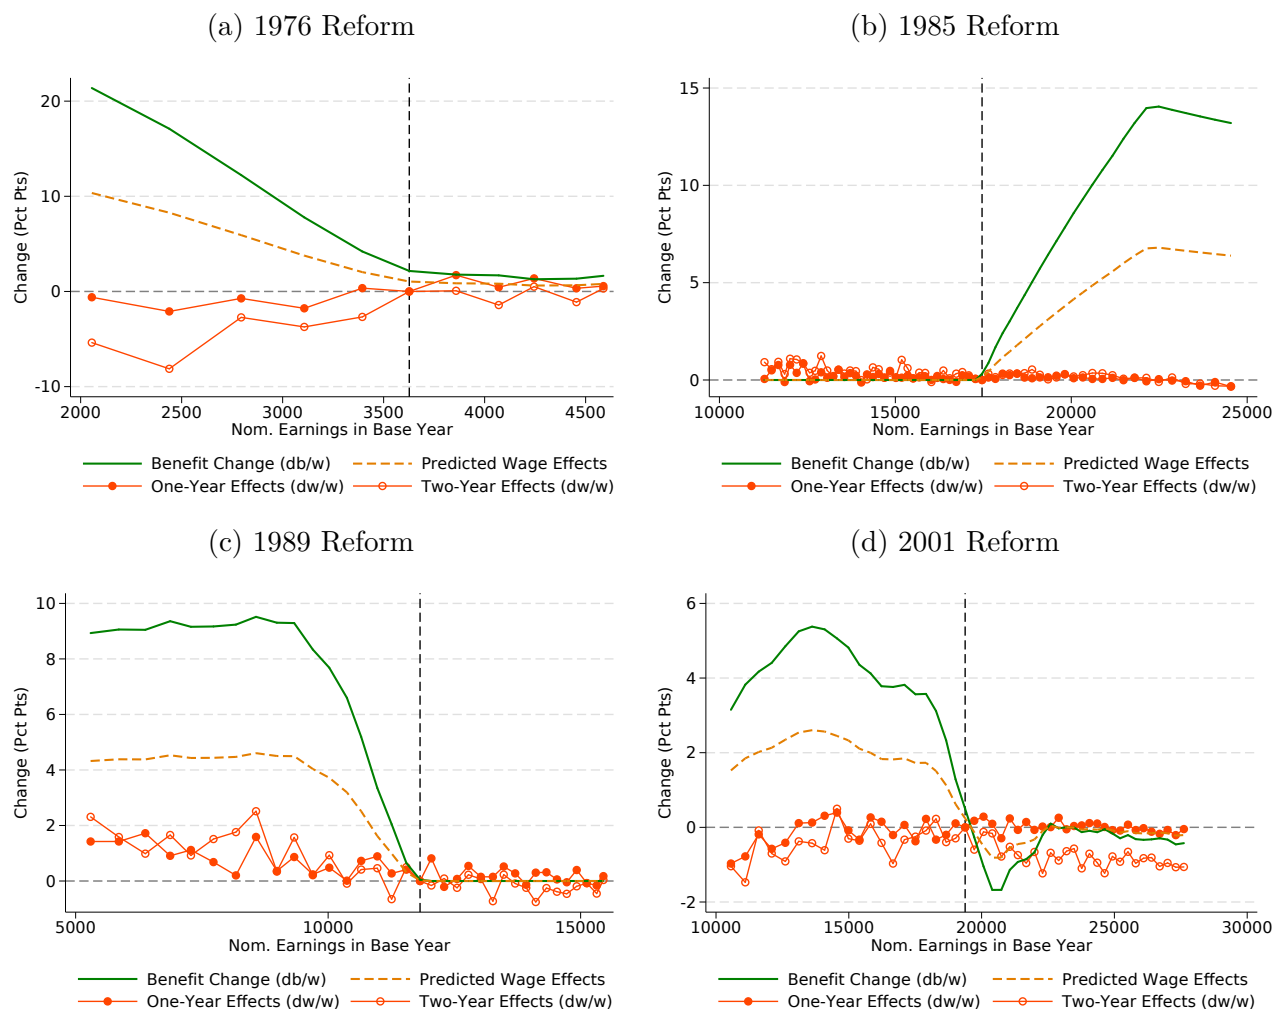 (a) 1976 Reform
20
10
0
-10
Change (Pct Pts)
2000 2500 3000 3500 4000 4500
Nom. Earnings in Base Year
Benefit Change (db/w) Predicted Wage Effects
One-Year Effects (dw/w) Two-Year Effects (dw/w)
(b) 1985 Reform
15
10
5
0
Change (Pct Pts)
10000 15000 20000 25000
Nom. Earnings in Base Year
Benefit Change (db/w) Predicted Wage Effects
One-Year Effects (dw/w) Two-Year Effects (dw/w)
(c) 1989 Reform
10
8
6
4
2
0
Change (Pct Pts)
5000 10000 15000
Nom. Earnings in Base Year
Benefit Change (db/w) Predicted Wage Effects
One-Year Effects (dw/w) Two-Year Effects (dw/w)
(d) 2001 Reform
6
4
2
0
-2
Change (Pct Pts)
10000 15000 20000 25000 30000
Nom. Earnings in Base Year
Benefit Change (db/w) Predicted Wage Effects
One-Year Effects (dw/w) Two-Year Effects (dw/w)